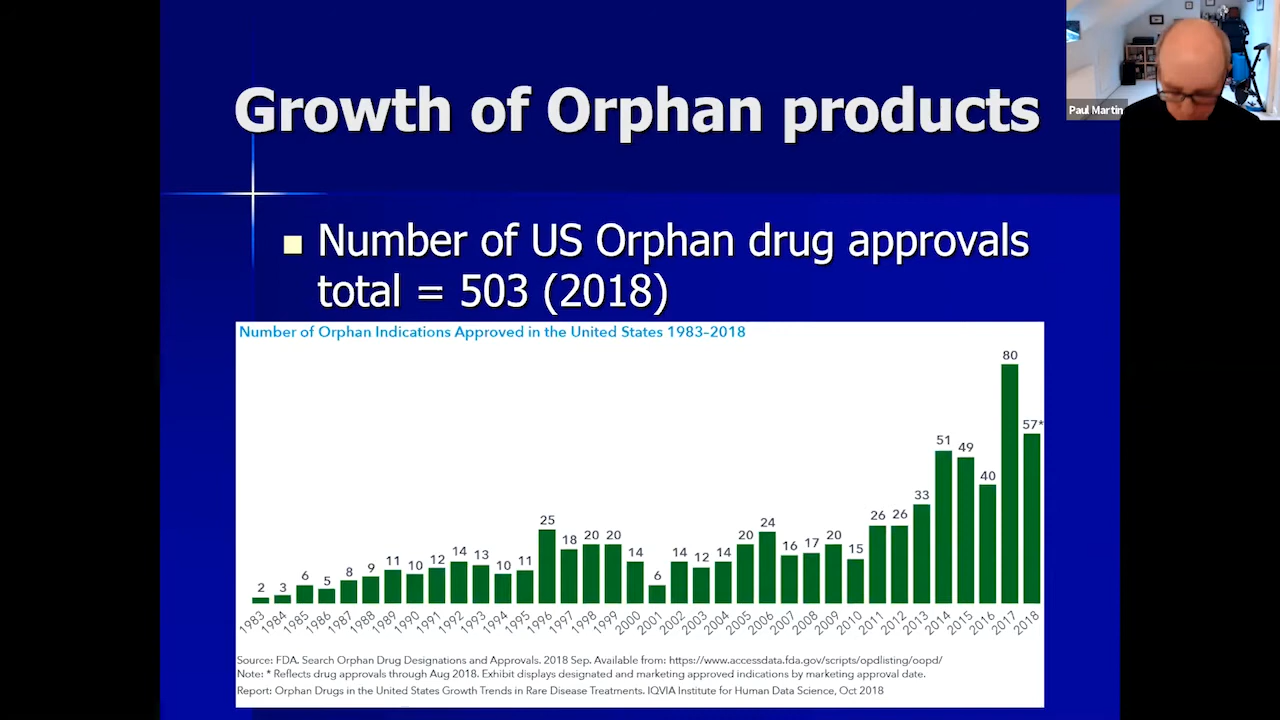 Growth of Orphan products
Paul Martin
Number of US Orphan drug approvals
total = 503 (2018)
Number of Orphan Indications Approved in the United States 1983–2018
2 3 6 5 8 9 11 10 12 14 13 10 11 25 18 20 20 14 6 14 12 14 20 24 16 17 20 15 26 26 33 51 49 40 80 57*
1983 1984 1985 1986 1987 1988 1989 1990 1991 1992 1993 1994 1995 1996 1997 1998 1999 2000 2001 2002 2003 2004 2005 2006 2007 2008 2009 2010 2011 2012 2013 2014 2015 2016 2017 2018
Source: FDA. Search Orphan Drug Designations and Approvals. 2018 Sep. Available from: https://www.accessdata.fda.gov/scripts/opdlisting/oopd/
Note: * Reflects drug approvals through Aug 2018. Exhibit displays designated and marketing approved indications by marketing approval date.
Report: Orphan Drugs in the United States Growth Trends in Rare Disease Treatments. IQVIA Institute for Human Data Science, Oct 2018